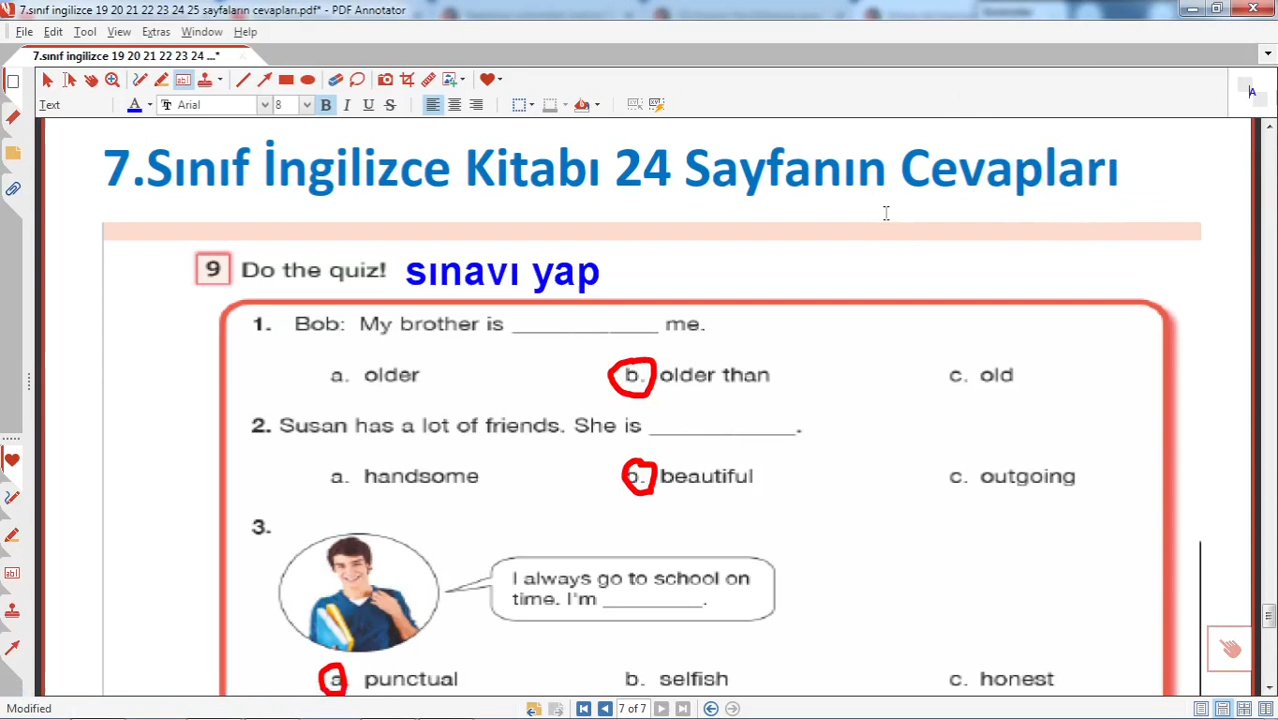 7.sınıf ingilizce 19 20 21 22 23 24 25 sayfaların cevapları.pdf* - PDF Annotator
File Edit Tool View Extras Window Help
7.sınıf ingilizce 19 20 21 22 23 24 ...*
Text Arial 8 B I U S
7.Sınıf İngilizce Kitabı 24 Sayfanın Cevapları
9 Do the quiz! sınavı yap
1. Bob: My brother is ____________ me.
a. older b. older than c. old
2. Susan has a lot of friends. She is ____________.
a. handsome b. beautiful c. outgoing
3.
I always go to school on
time. I'm _________.
a. punctual b. selfish c. honest
Modified 7 of 7